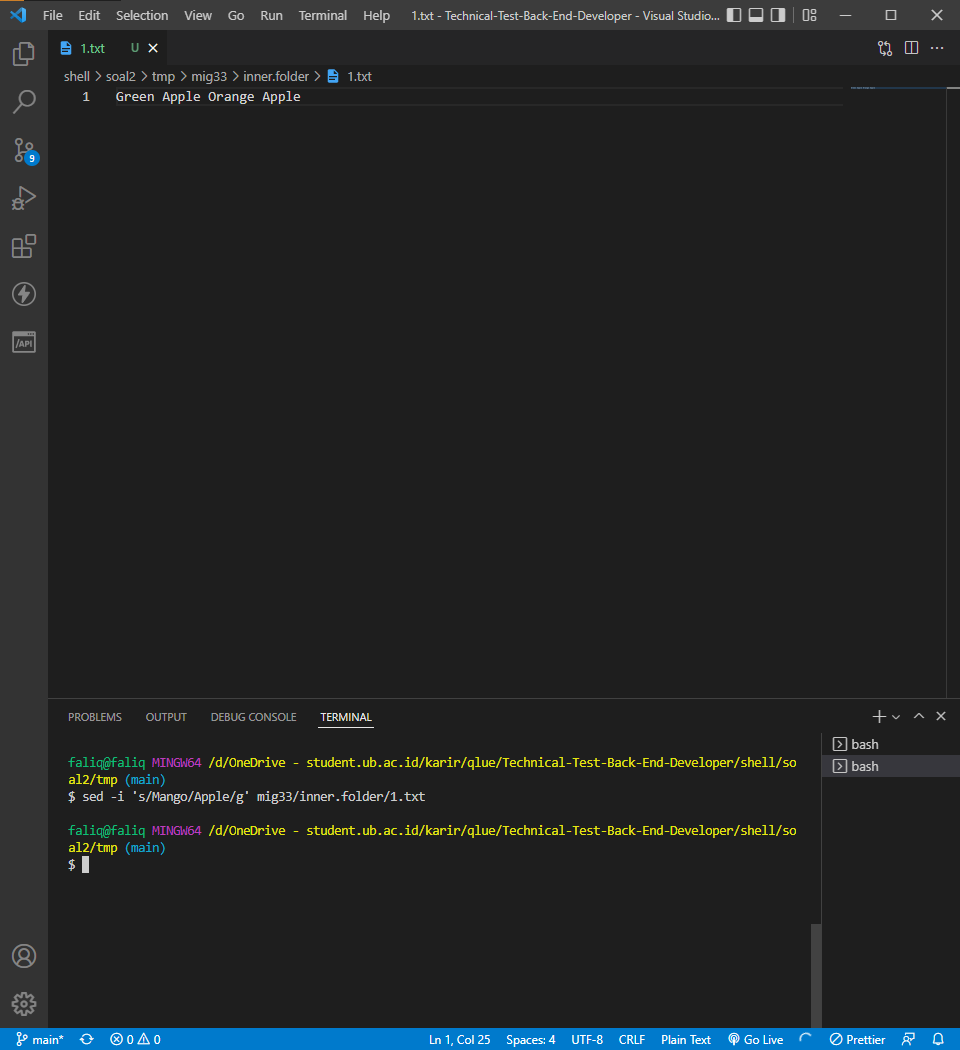 File Edit Selection View Go Run Terminal Help 1.txt - Technical-Test-Back-End-Developer - Visual Studio...
1.txt U
shell > soal2 > tmp > mig33 > inner.folder > 1.txt
1 Green Apple Orange Apple
9
/API
PROBLEMS OUTPUT DEBUG CONSOLE TERMINAL
bash
bash
faliq@faliq MINGW64 /d/OneDrive - student.ub.ac.id/karir/qlue/Technical-Test-Back-End-Developer/shell/so
al2/tmp (main)
$ sed -i 's/Mango/Apple/g' mig33/inner.folder/1.txt
faliq@faliq MINGW64 /d/OneDrive - student.ub.ac.id/karir/qlue/Technical-Test-Back-End-Developer/shell/so
al2/tmp (main)
$
main* 0 0 Ln 1, Col 25 Spaces: 4 UTF-8 CRLF Plain Text Go Live Prettier